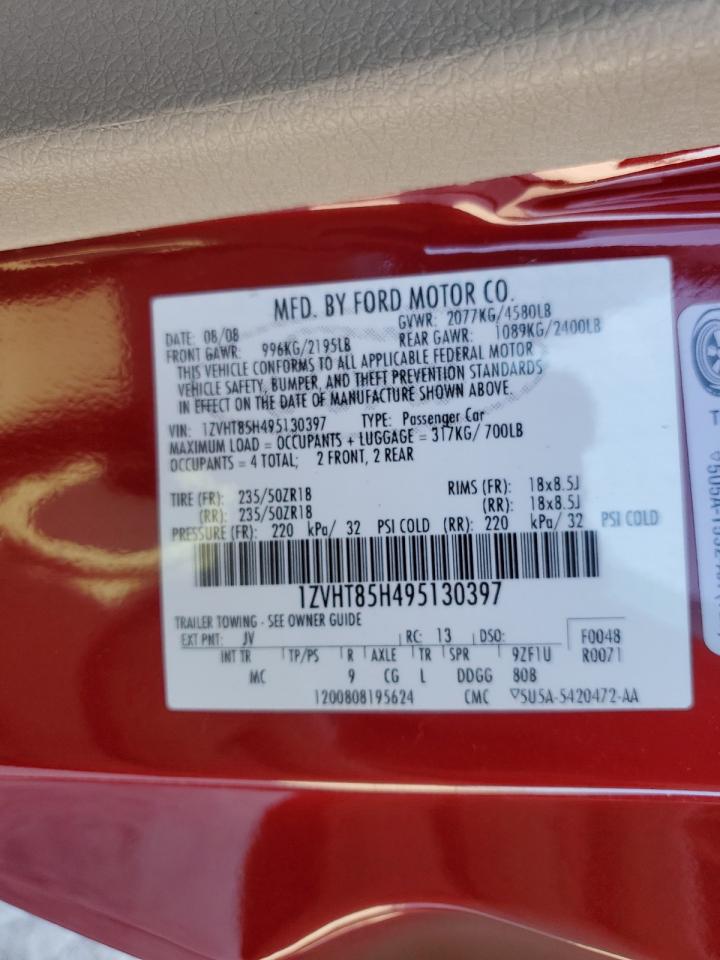 MFD. BY FORD MOTOR CO.
DATE: 08/08 GVWR: 2077KG/4580LB
FRONT GAWR: 996KG/2195LB REAR GAWR: 1089KG/2400LB
THIS VEHICLE CONFORMS TO ALL APPLICABLE FEDERAL MOTOR
VEHICLE SAFETY, BUMPER, AND THEFT PREVENTION STANDARDS
IN EFFECT ON THE DATE OF MANUFACTURE SHOWN ABOVE.
VIN: 1ZVHT85H495130397 TYPE: Passenger Car
MAXIMUM LOAD = OCCUPANTS + LUGGAGE = 317KG/ 700LB
OCCUPANTS = 4 TOTAL; 2 FRONT, 2 REAR
TIRE (FR): 235/50ZR18 RIMS (FR): 18x8.5J
(RR): 235/50ZR18 (RR): 18x8.5J
PRESSURE (FR): 220 kPa/ 32 PSI COLD (RR): 220 kPa/ 32 PSI COLD
1ZVHT85H495130397
TRAILER TOWING - SEE OWNER GUIDE
EXT PNT: JV RC: 13 DSO: F0048
INT TR TP/PS R AXLE TR SPR 9ZF1U R0071
MC 9 CG L DDGG 80B
1200808195624 CMC ▽5U5A-5420472-AA